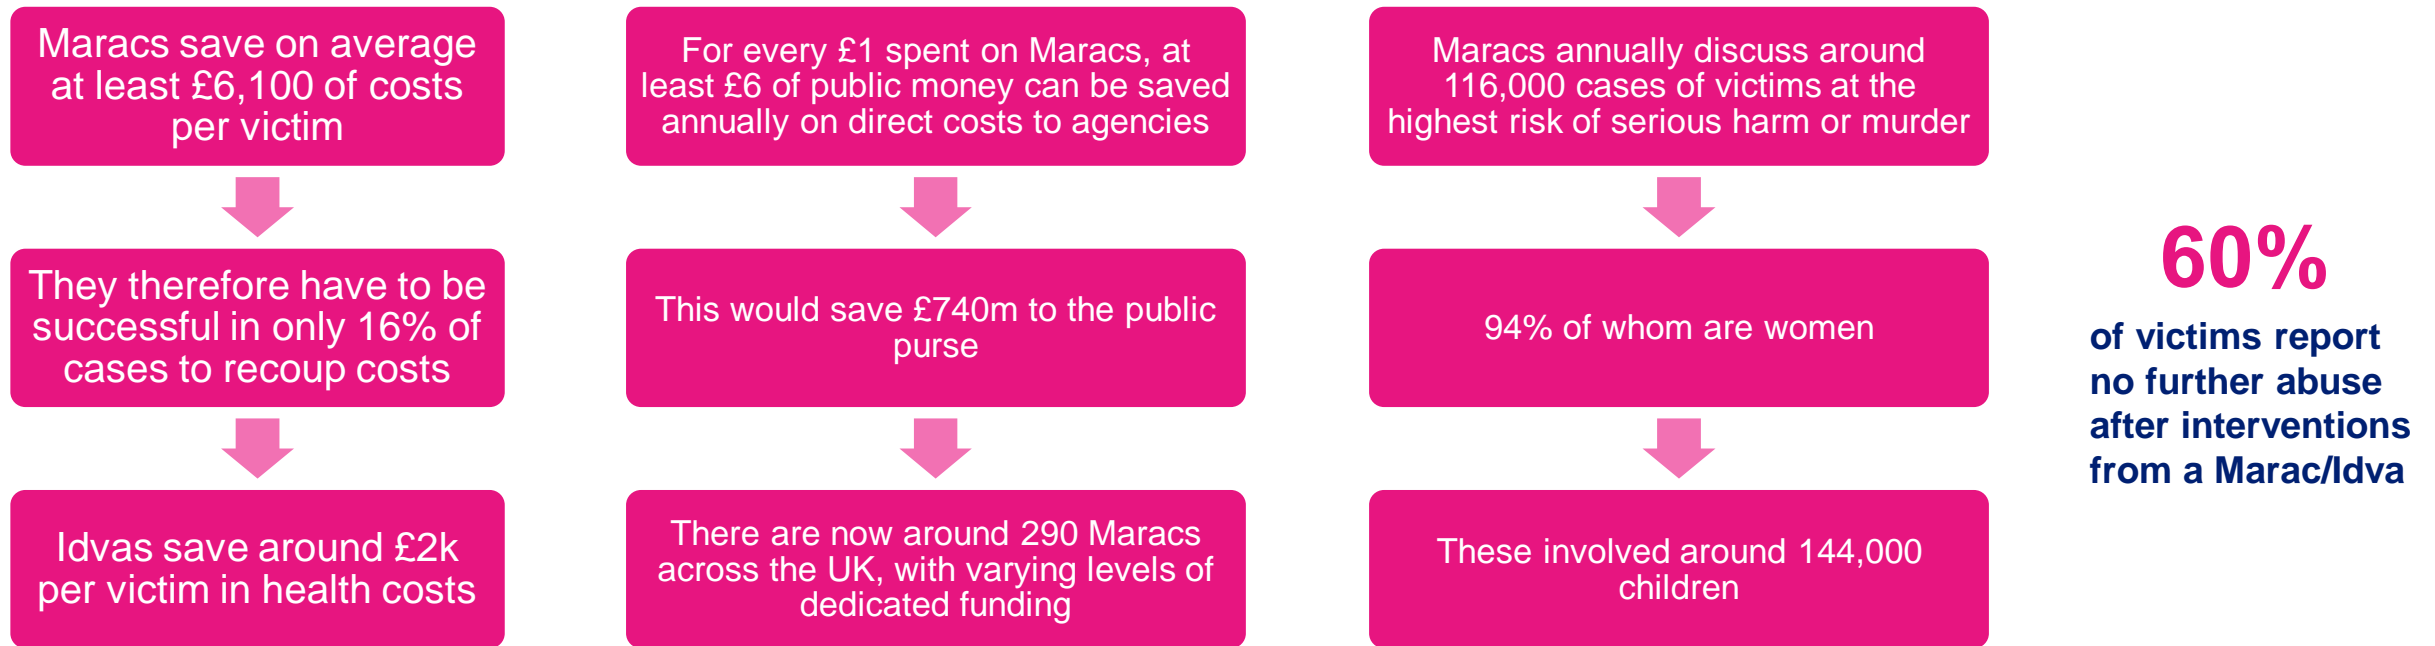 Maracs save on average
at least £6,100 of costs
per victim
They therefore have to be
successful in only 16% of
cases to recoup costs
Idvas save around £2k
per victim in health costs
For every £1 spent on Maracs, at
least £6 of public money can be saved
annually on direct costs to agencies
This would save £740m to the public
purse
There are now around 290 Maracs
across the UK, with varying levels of
dedicated funding
Maracs annually discuss around
116,000 cases of victims at the
highest risk of serious harm or murder
94% of whom are women
These involved around 144,000
children
60%
of victims report
no further abuse
after interventions
from a Marac/Idva